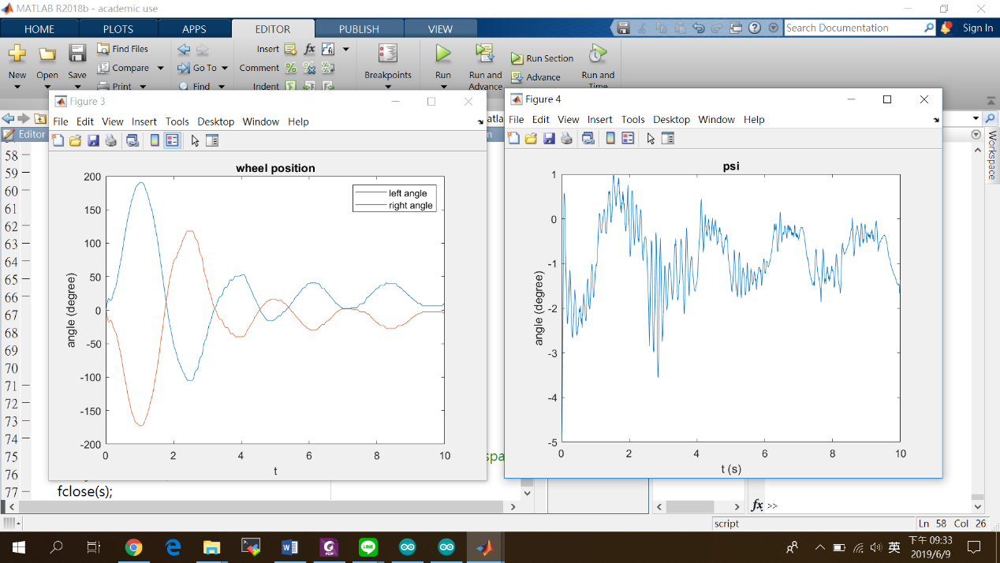 MATLAB R2018b - academic use
HOME PLOTS APPS EDITOR PUBLISH VIEW
Search Documentation
Sign In
New Open Save
Find Files
Compare
Print
Go To
Find
Insert
Comment
Indent
Breakpoints
Run
Run and Advance
Run Section
Advance
Run and Time
Editor
atla
n
Workspace
58
59
60
61
62
63
64
65
66
67
68
69
70
71
72
73
74
75
76
77
spa
fclose(s);
Figure 3
File Edit View Insert Tools Desktop Window Help
wheel position
left angle
right angle
200
150
100
50
0
-50
-100
-150
-200
angle (degree)
0 2 4 6 8 10
t
Figure 4
File Edit View Insert Tools Desktop Window Help
psi
1
0
-1
-2
-3
-4
-5
angle (degree)
0 2 4 6 8 10
t (s)
fx >>
script
Ln 58 Col 26
英
下午 09:33
2019/6/9